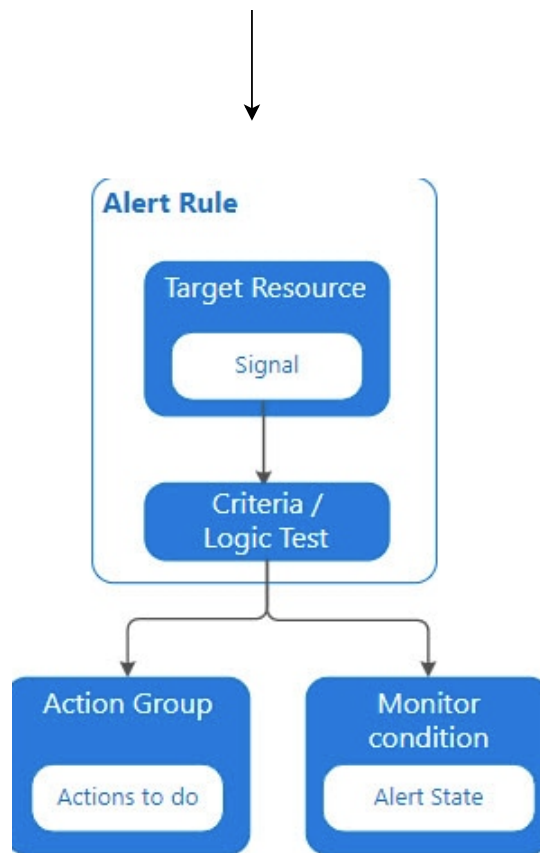 Alert Rule
Target Resource
Signal
Criteria /
Logic Test
Action Group
Actions to do
Monitor
condition
Alert State